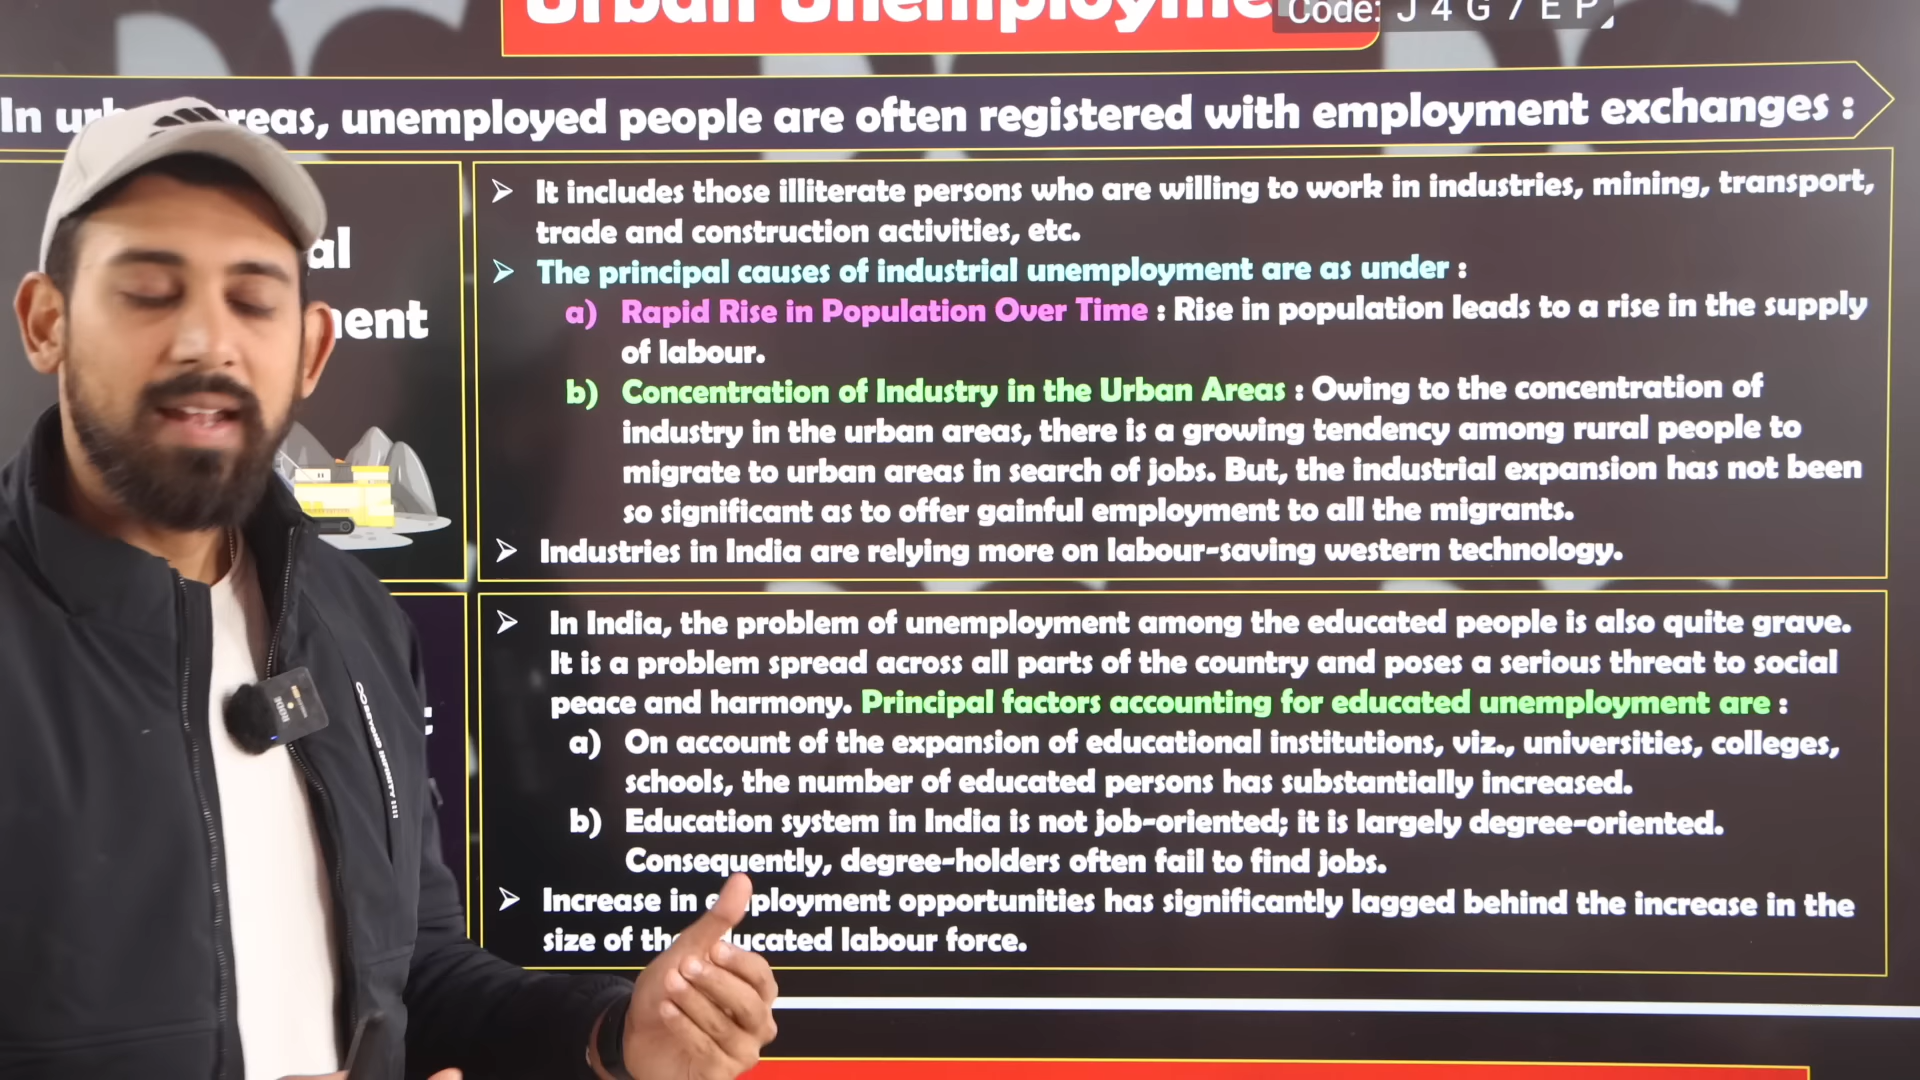 Urban Unemployme
Code: J 4 G 7 E P
In urb reas, unemployed people are often registered with employment exchanges :
al
ent
➢ It includes those illiterate persons who are willing to work in industries, mining, transport,
trade and construction activities, etc.
➢ The principal causes of industrial unemployment are as under :
a) Rapid Rise in Population Over Time : Rise in population leads to a rise in the supply
of labour.
b) Concentration of Industry in the Urban Areas : Owing to the concentration of
industry in the urban areas, there is a growing tendency among rural people to
migrate to urban areas in search of jobs. But, the industrial expansion has not been
so significant as to offer gainful employment to all the migrants.
➢ Industries in India are relying more on labour-saving western technology.
➢ In India, the problem of unemployment among the educated people is also quite grave.
It is a problem spread across all parts of the country and poses a serious threat to social
peace and harmony. Principal factors accounting for educated unemployment are :
a) On account of the expansion of educational institutions, viz., universities, colleges,
schools, the number of educated persons has substantially increased.
b) Education system in India is not job-oriented; it is largely degree-oriented.
Consequently, degree-holders often fail to find jobs.
➢ Increase in e ployment opportunities has significantly lagged behind the increase in the
size of the ucated labour force.
RODE